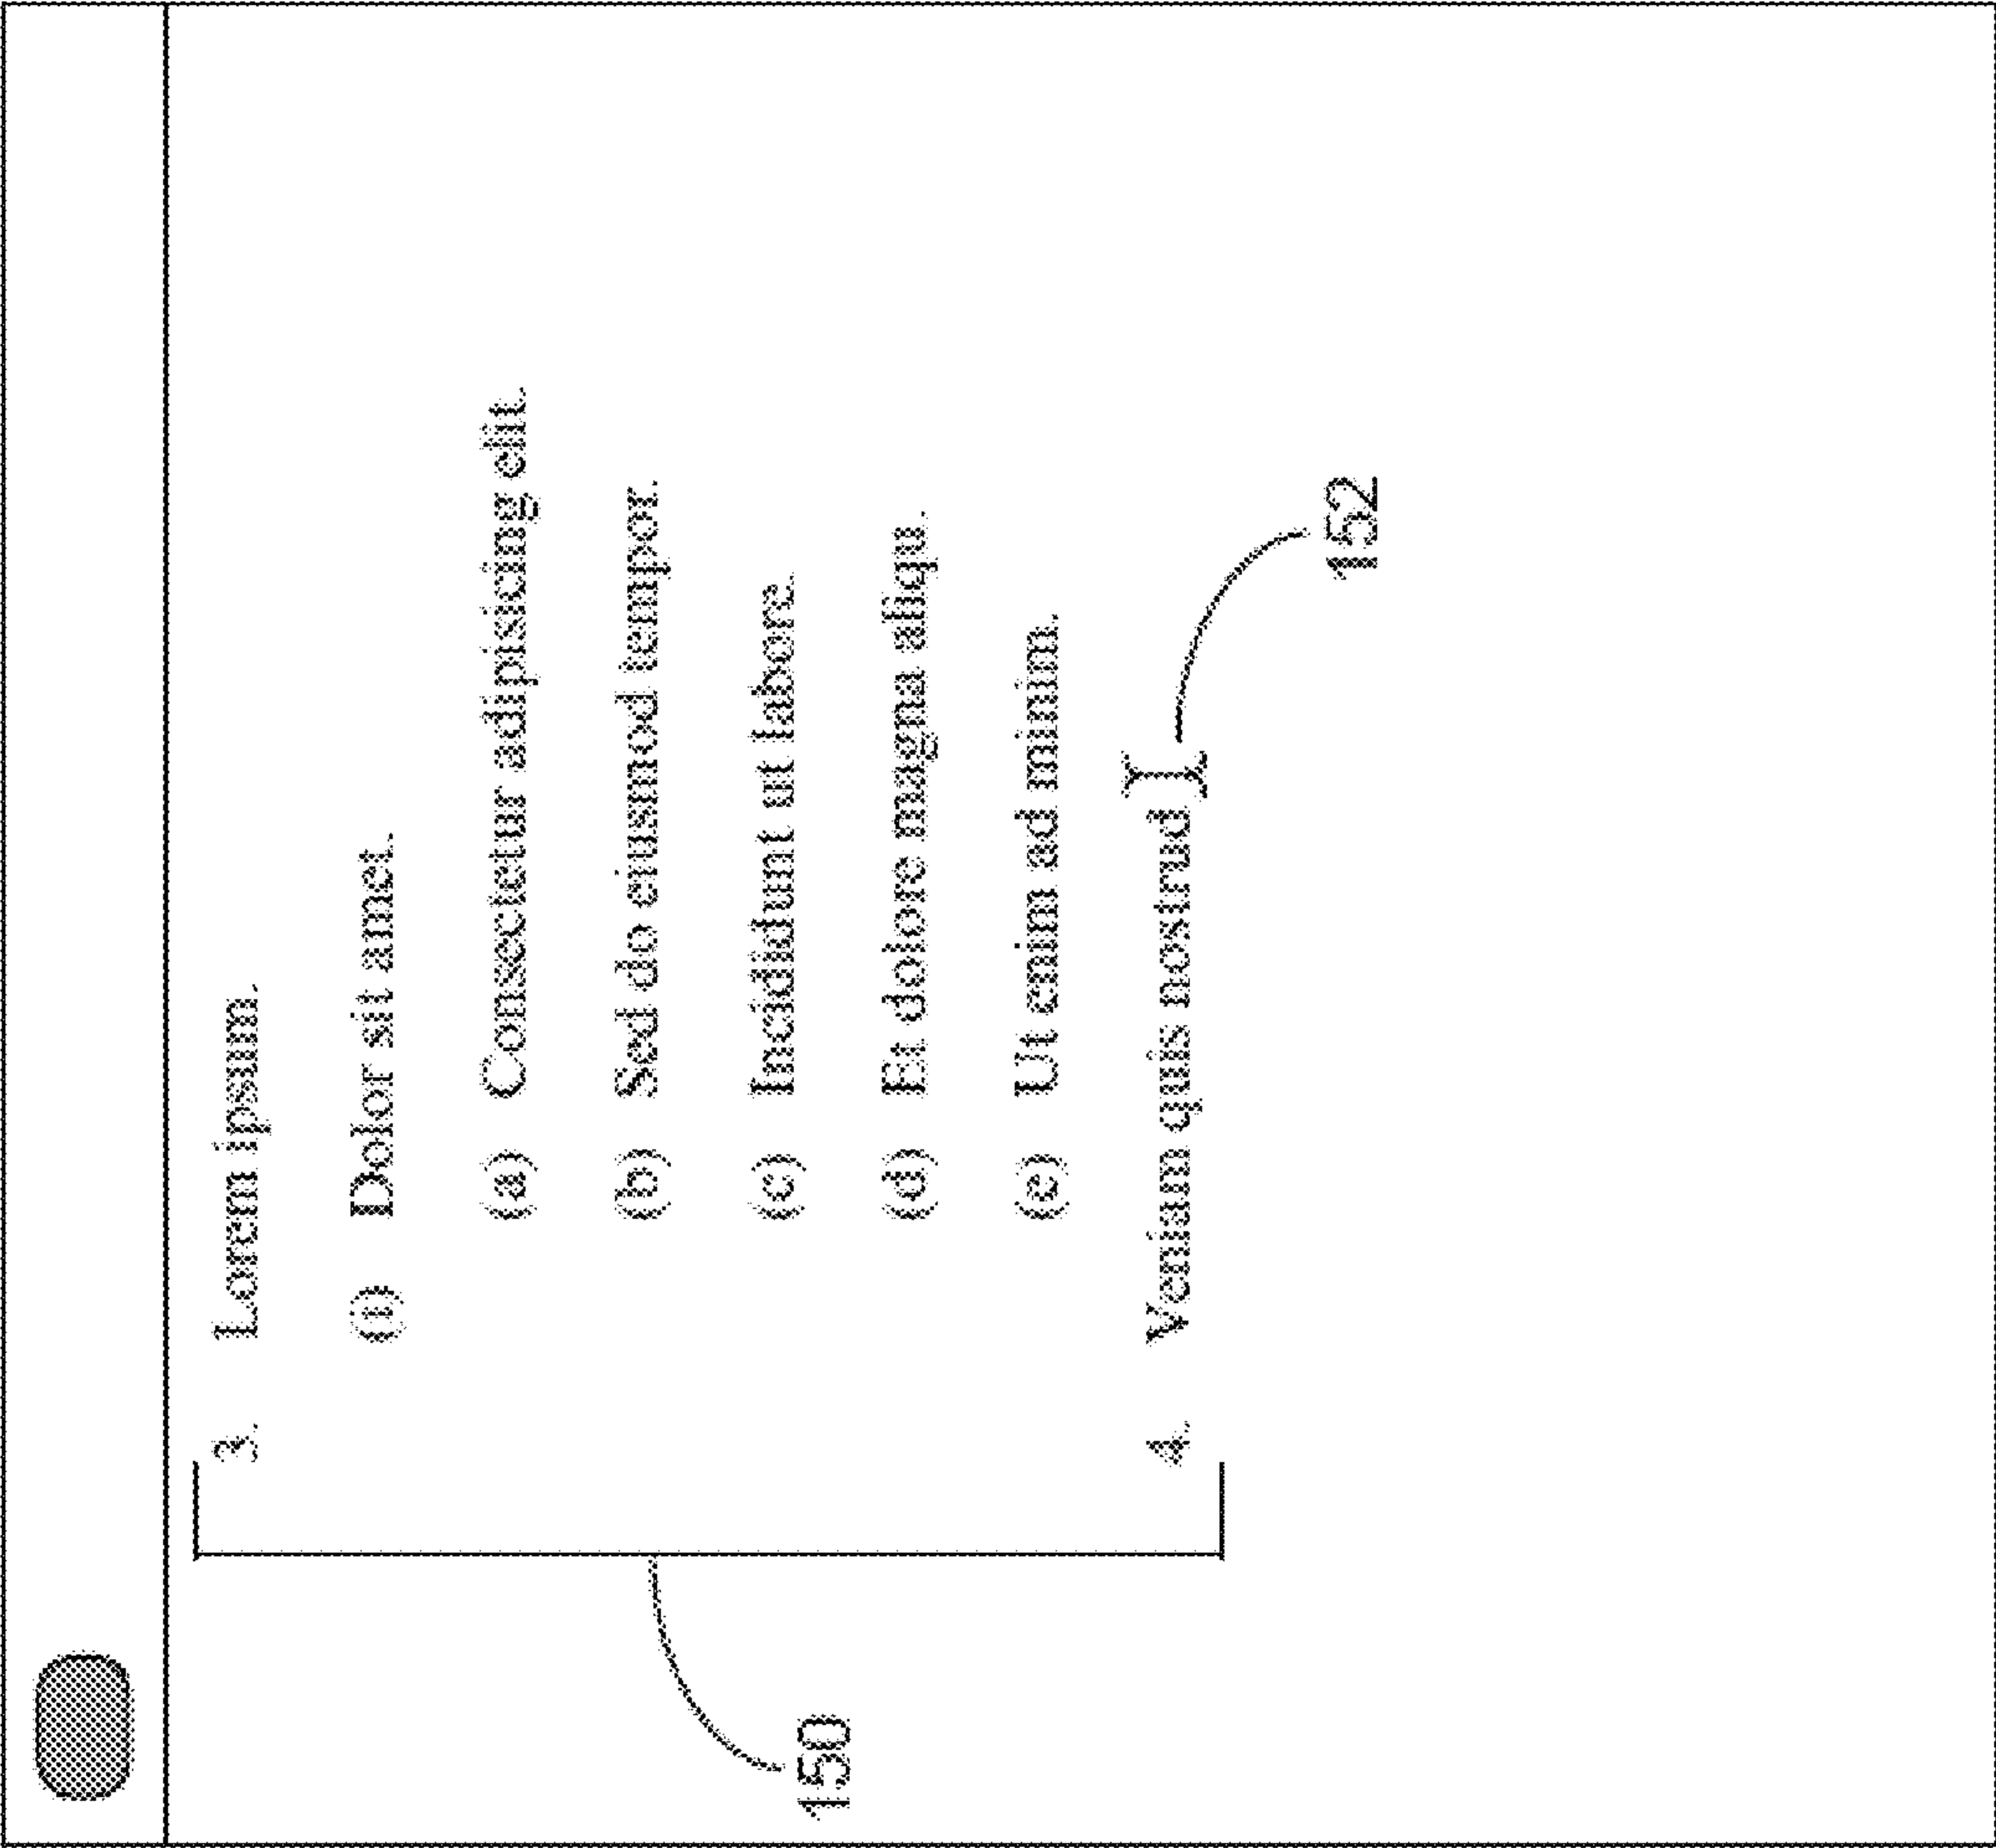 3. Lorem ipsum.
(i) Dolor sit amet.
(a) Consectetur adipisicing elit.
(b) Sed do eiusmod tempor.
(c) Incididunt ut labore.
(d) Et dolore magna aliqu.
(e) Ut enim ad minim.
4. Veniam quis nostrud
150
152